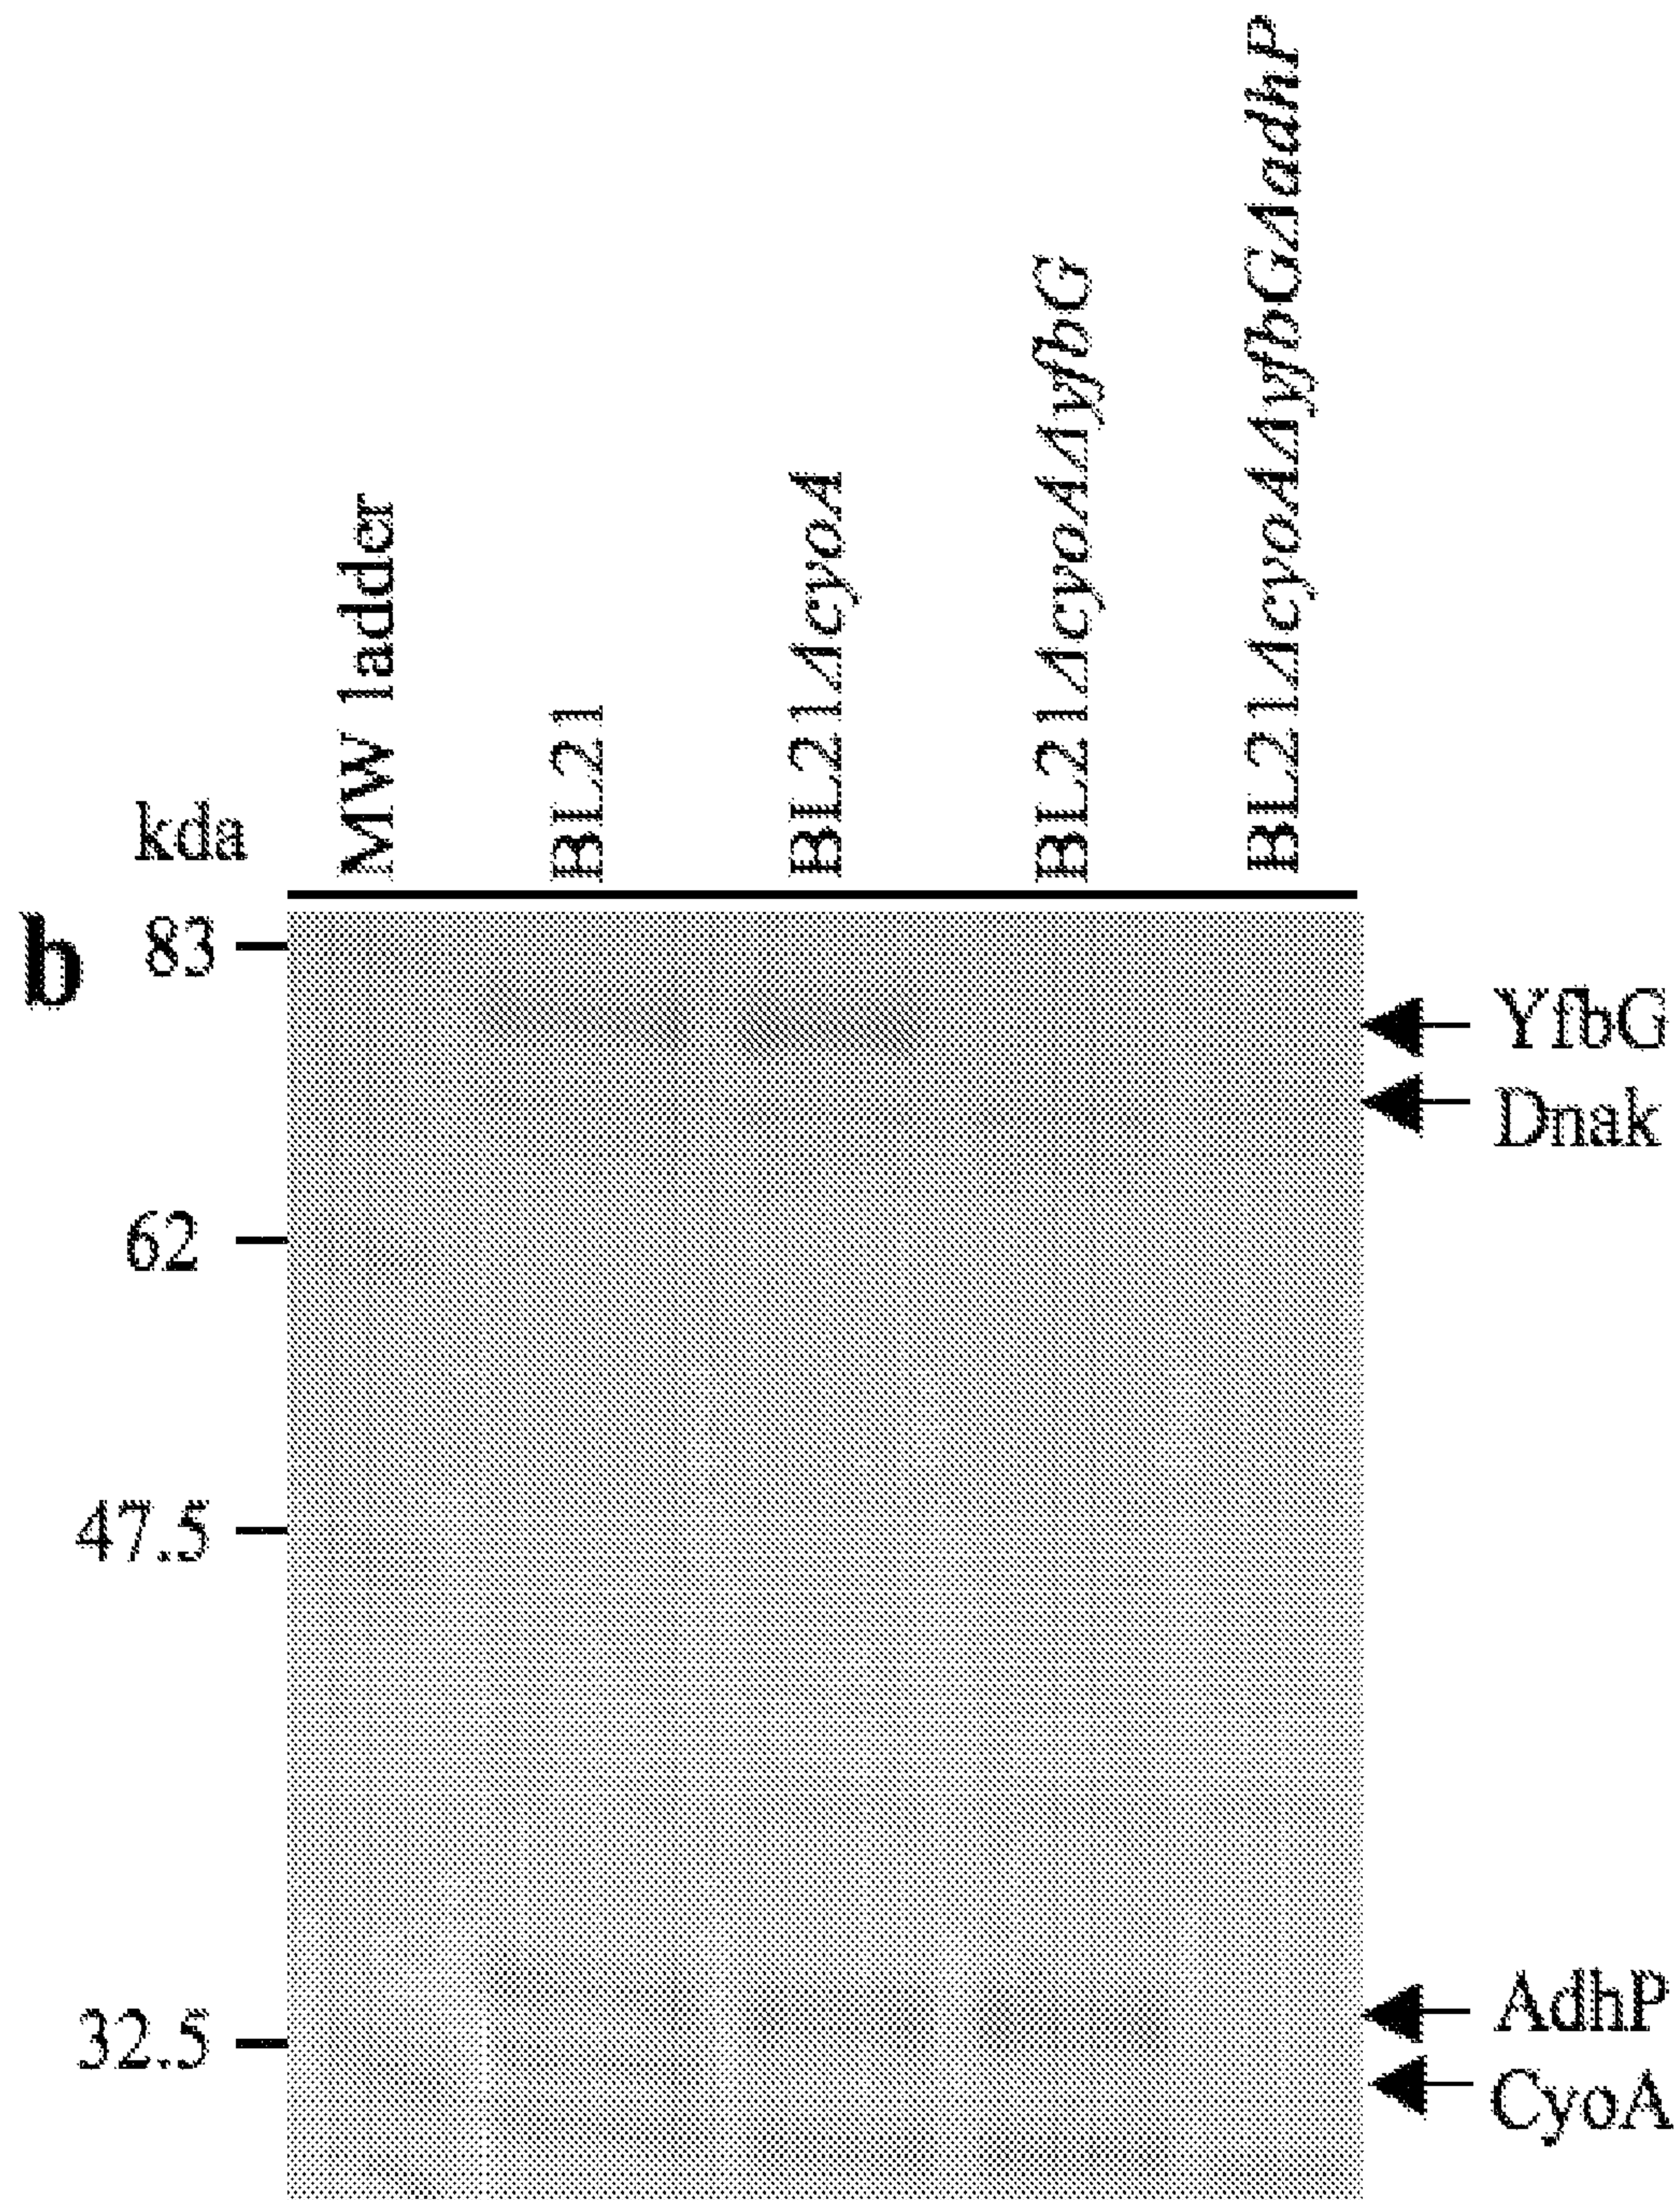 MW ladder
BL21
BL21ΔcyoA
BL21ΔcyoAΔyfbG
BL21ΔcyoAΔyfbGΔadhP
kda
b
83
62
47.5
32.5
YfbG
Dnak
AdhP
CyoA